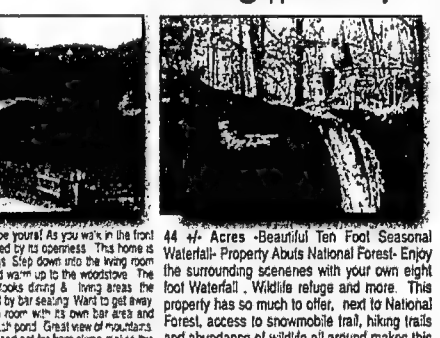 be yours! As you walk in the front
ed by its openness. This home is
s. Step down into the living room
d warm up to the woodstove. The
ooks dining & living areas the
by bar seating. Want to get away
room with its own bar area and
pond. Great view of mountains.
44 +/- Acres -Beautiful Ten Foot Seasonal
Waterfall- Property Abuts National Forest- Enjoy
the surrounding scenenes with your own eight
foot Waterfall . Wildlife refuge and more. This
property has so much to offer, next to National
Forest, access to snowmobile trail, hiking trails
and abundance of wildlife all around makes this